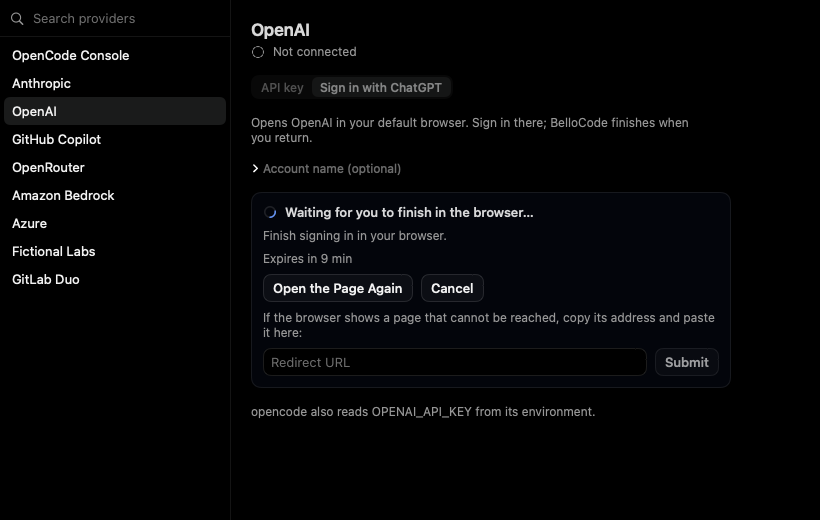 Search providers
OpenCode Console
Anthropic
OpenAI
GitHub Copilot
OpenRouter
Amazon Bedrock
Azure
Fictional Labs
GitLab Duo
OpenAI
Not connected
API key
Sign in with ChatGPT
Opens OpenAI in your default browser. Sign in there; BelloCode finishes when
you return.
Account name (optional)
Waiting for you to finish in the browser...
Finish signing in in your browser.
Expires in 9 min
Open the Page Again
Cancel
If the browser shows a page that cannot be reached, copy its address and paste
it here:
Redirect URL
Submit
opencode also reads OPENAI_API_KEY from its environment.